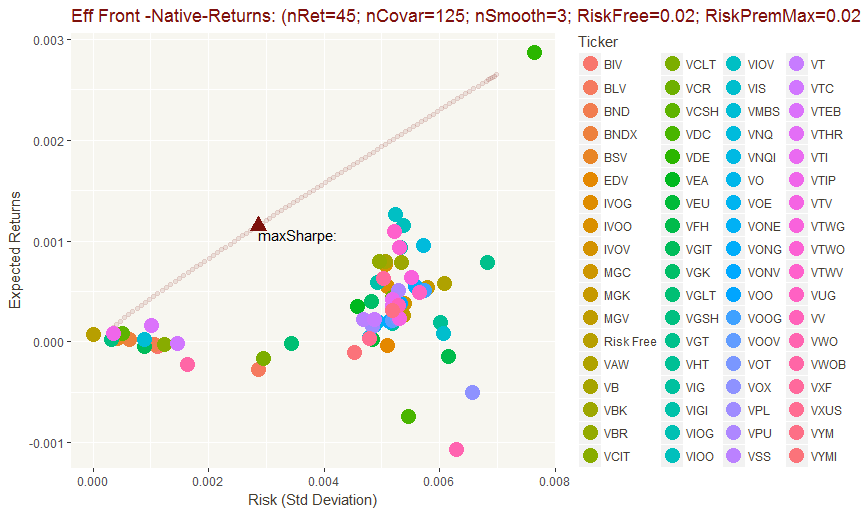 Eff Front -Native-Returns: (nRet=45; nCovar=125; nSmooth=3; RiskFree=0.02; RiskPremMax=0.02
0.003
0.002
0.001
0.000
-0.001
Expected Returns
maxSharpe:
0.000 0.002 0.004 0.006 0.008
Risk (Std Deviation)
Ticker
BIV VCLT VIOV VT
BLV VCR VIS VTC
BND VCSH VMBS VTEB
BNDX VDC VNQ VTHR
BSV VDE VNQI VTI
EDV VEA VO VTIP
IVOG VEU VOE VTV
IVOO VFH VONE VTWG
IVOV VGIT VONG VTWO
MGC VGK VONV VTWV
MGK VGLT VOO VUG
MGV VGSH VOOG VV
Risk Free VGT VOOV VWO
VAW VHT VOT VWOB
VB VIG VOX VXF
VBK VIGI VPL VXUS
VBR VIOG VPU VYM
VCIT VIOO VSS VYMI